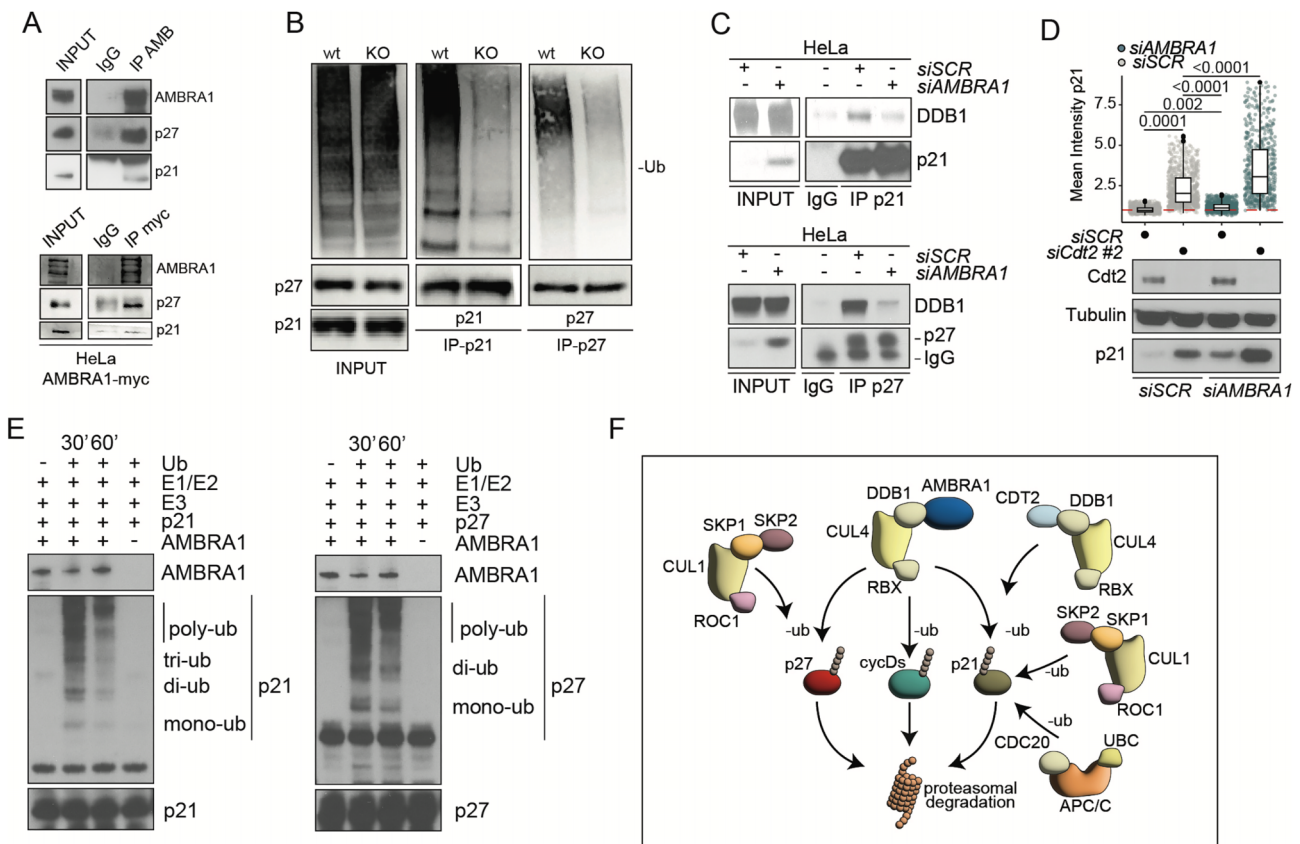 A
INPUT
IgG
IP AMB
AMBRA1
p27
p21
INPUT
IgG
IP myc
AMBRA1
p27
p21
HeLa
AMBRA1-myc
B
wt KO wt KO wt KO
-Ub
p27
p21
p21 p27
IP-p21 IP-p27
INPUT
C
HeLa
+ - - + - siSCR
- + - - + siAMBRA1
DDB1
p21
INPUT IgG IP p21
HeLa
+ - - + - siSCR
- + - - + siAMBRA1
DDB1
- p27
- IgG
INPUT IgG IP p27
D
siAMBRA1
siSCR
<0.0001
<0.0001
0.002
0.0001
Mean Intensity p21
7.5
5.0
2.5
siSCR
siCdt2 #2
Cdt2
Tubulin
p21
siSCR siAMBRA1
E
30' 60'
- + + + Ub
+ + + + E1/E2
+ + + + E3
+ + + + p21
+ + + - AMBRA1
AMBRA1
poly-ub
tri-ub
di-ub
mono-ub
p21
p21
30' 60'
- + + + Ub
+ + + + E1/E2
+ + + + E3
+ + + + p27
+ + + - AMBRA1
AMBRA1
poly-ub
di-ub
mono-ub
p27
p27
F
SKP1 SKP2
CUL1
ROC1
DDB1 AMBRA1
CUL4
RBX
CDT2 DDB1
CUL4
RBX
SKP2 SKP1
CUL1
ROC1
-ub
-ub
-ub
-ub
-ub
p27
cycDs
p21
CDC20
UBC
APC/C
proteasomal
degradation